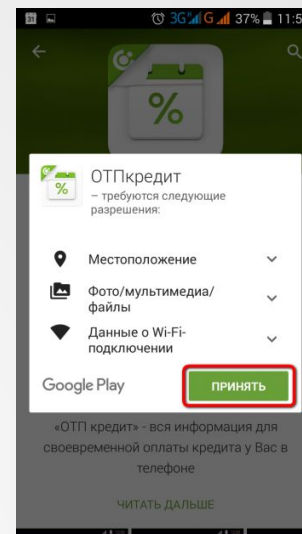 31
3G G 37% 11:5
%
%
ОТПкредит
– требуются следующие
разрешения:
Местоположение
Фото/мультимедиа/
файлы
Данные о Wi-Fi-
подключении
Google Play
ПРИНЯТЬ
«ОТП кредит» - вся информация для
своевременной оплаты кредита у Вас в
телефоне
ЧИТАТЬ ДАЛЬШЕ